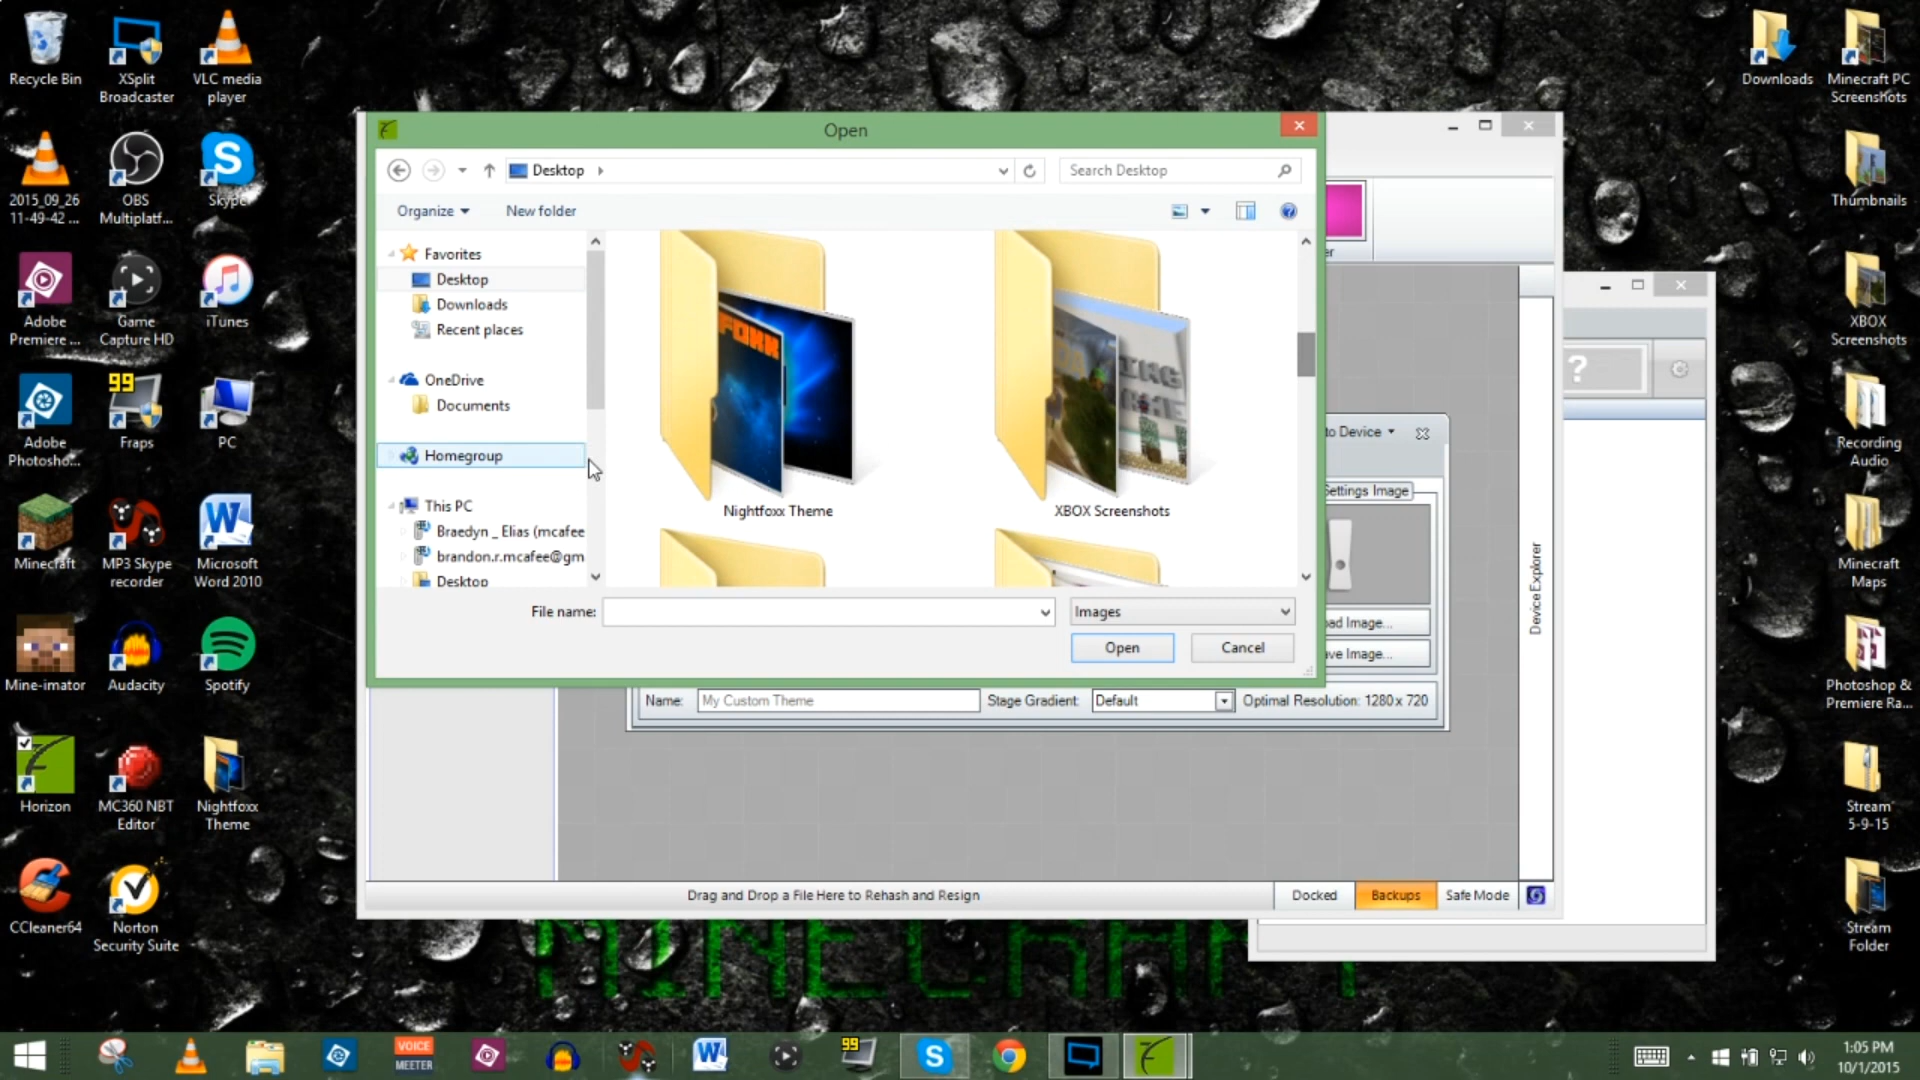 Recycle Bin
XSplit
Broadcaster
VLC media
player
2015_09_26
11-49-42 ...
OBS
Multiplatf...
Skype
Adobe
Premiere ...
Game
Capture HD
iTunes
Adobe
Photosho...
99
Fraps
PC
Minecraft
MP3 Skype
recorder
Microsoft
Word 2010
Mine-imator
Audacity
Spotify
Horizon
MC360 NBT
Editor
Nightfoxx
Theme
CCleaner64
Norton
Security Suite
Open
Desktop
Search Desktop
Organize
New folder
Favorites
Desktop
Downloads
Recent places
OneDrive
Documents
Homegroup
This PC
Braedyn _ Elias (mcafee
brandon.r.mcafee@gm
Desktop
Nightfoxx Theme
XBOX Screenshots
File name:
Images
Open
Cancel
er
to Device
Settings Image
ad Image...
ave Image...
Device Explorer
Name:
My Custom Theme
Stage Gradient:
Default
Optimal Resolution: 1280 x 720
Drag and Drop a File Here to Rehash and Resign
Docked
Backups
Safe Mode
?
MINECRAFT
Downloads
Minecraft PC
Screenshots
Thumbnails
XBOX
Screenshots
Recording
Audio
Minecraft
Maps
Photoshop &
Premiere Ra...
Stream
5-9-15
Stream
Folder
VOICE
MEETER
99
1:05 PM
10/1/2015